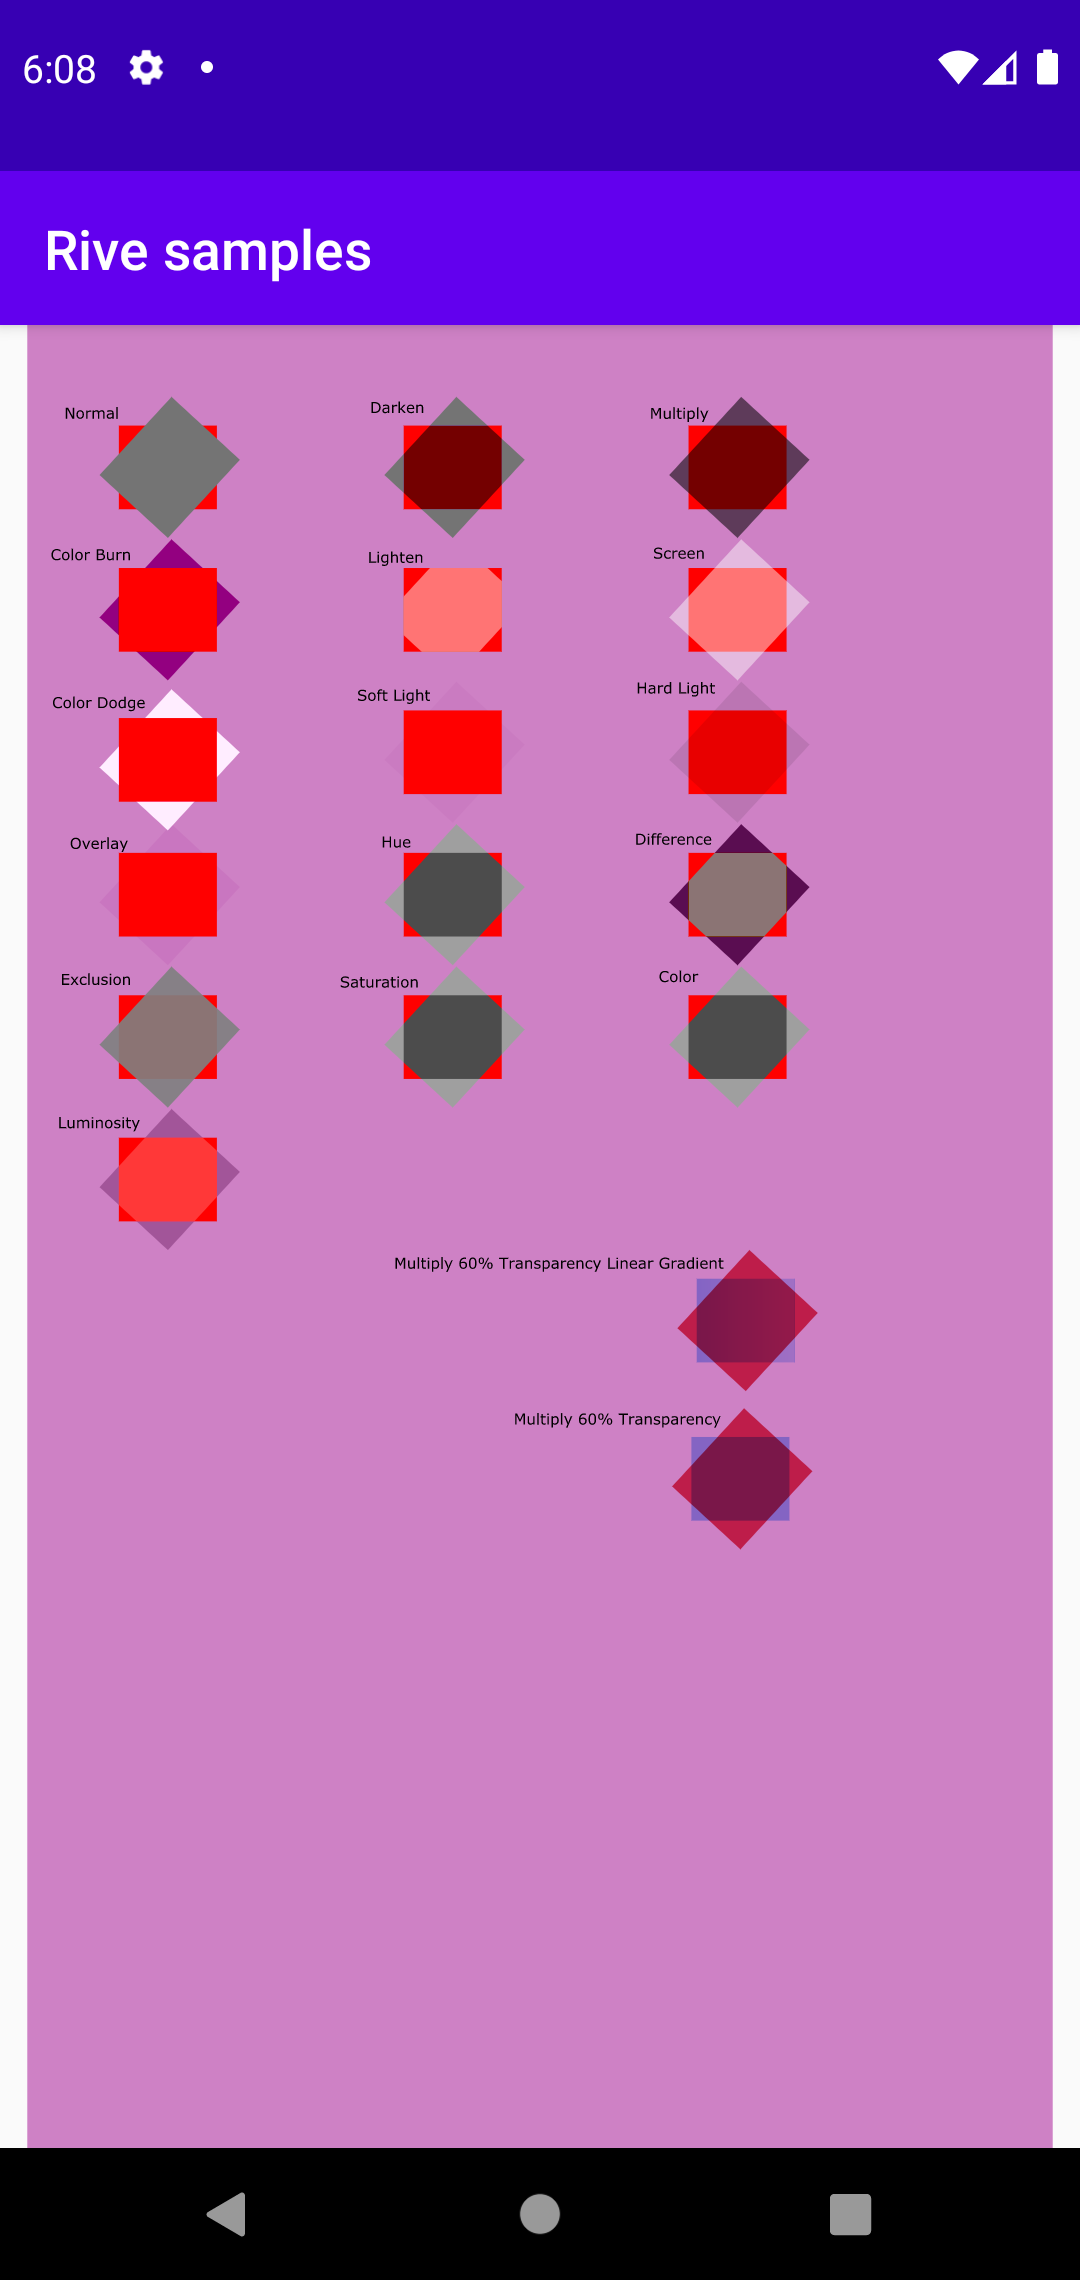 6:08
Rive samples
Normal
Darken
Multiply
Color Burn
Lighten
Screen
Color Dodge
Soft Light
Hard Light
Overlay
Hue
Difference
Exclusion
Saturation
Color
Luminosity
Multiply 60% Transparency Linear Gradient
Multiply 60% Transparency